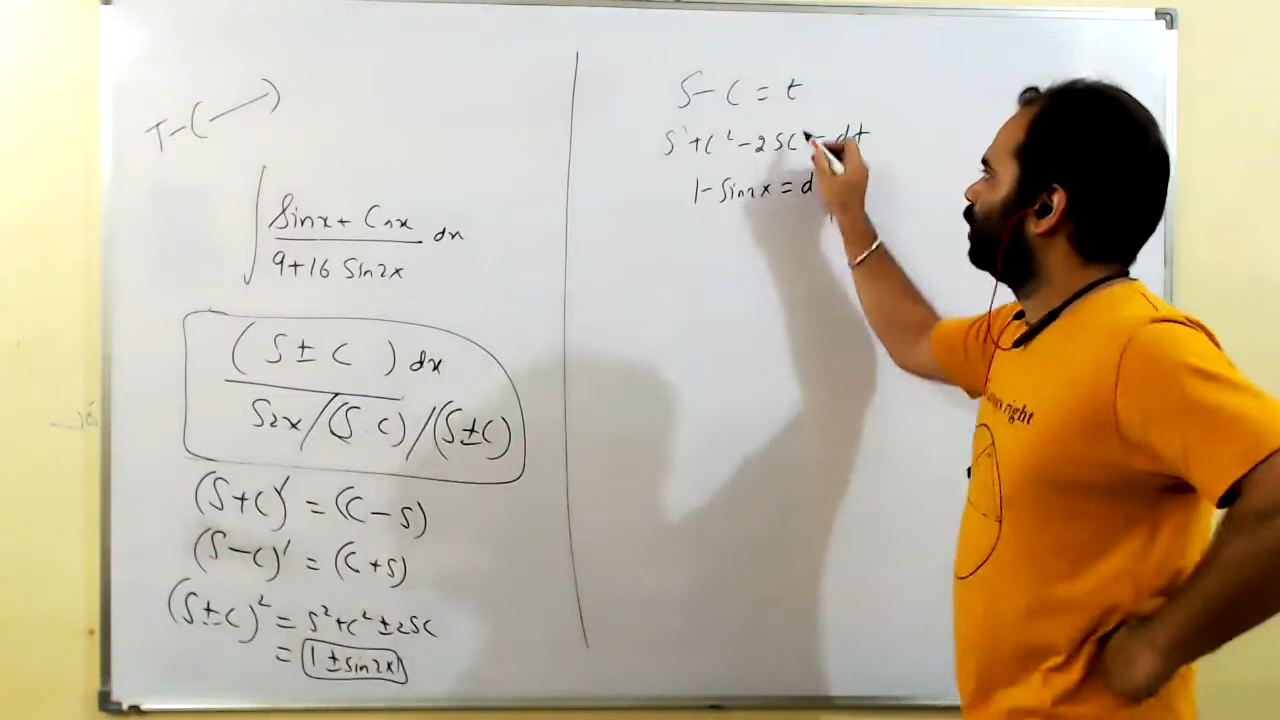 T-( )
∫ Sinx + Cosx / 9+16 Sin2x dx
(S ± C ) dx
S2x / (S C) / (S±C)
(S+C)' = (C-S)
(S-C)' = (C+S)
(S±C)² = S²+C² ± 2SC
= 1 ± Sin2x
S-C = t
S²+C²-2SC = dt
1-Sin2x = d
right